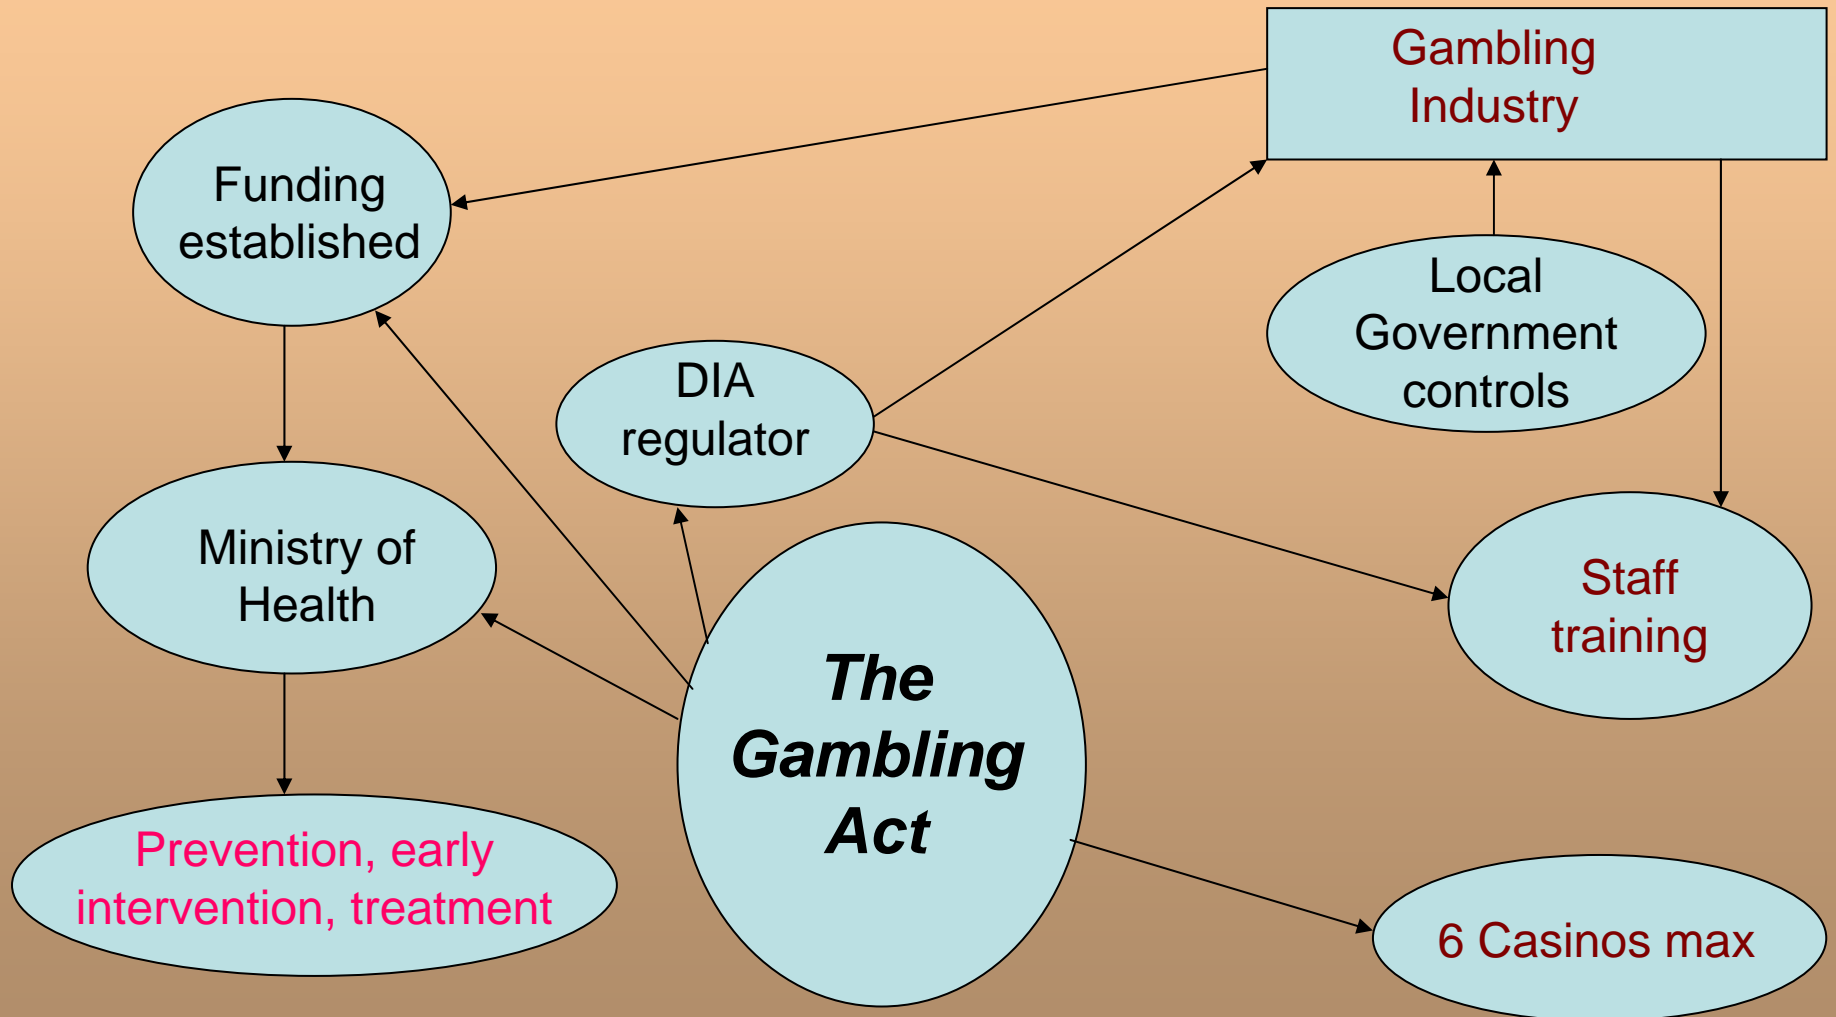 Gambling
Industry
Funding
established
Local
Government
controls
DIA
regulator
Ministry of
Health
Staff
training
The
Gambling
Act
Prevention, early
intervention, treatment
6 Casinos max